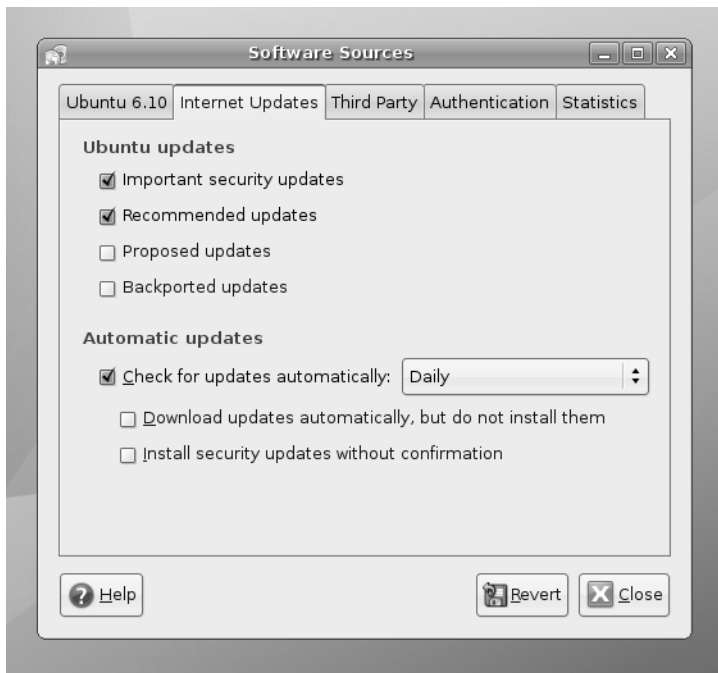 Software Sources
Ubuntu 6.10 Internet Updates Third Party Authentication Statistics
Ubuntu updates
Important security updates
Recommended updates
Proposed updates
Backported updates
Automatic updates
Check for updates automatically: Daily
Download updates automatically, but do not install them
Install security updates without confirmation
Help Revert Close